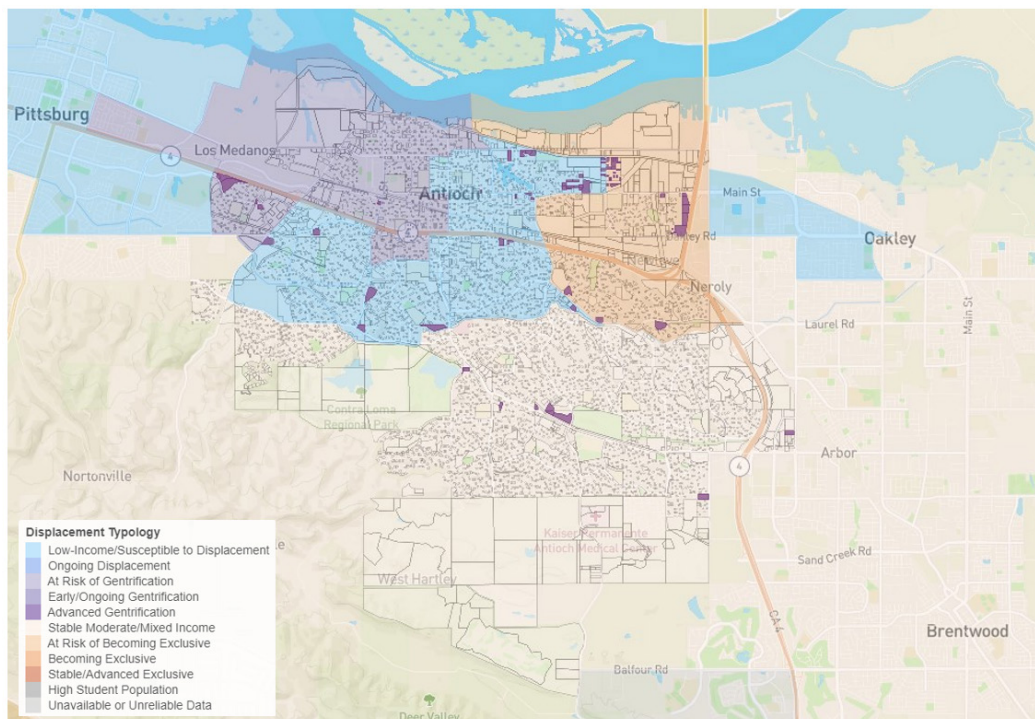 Pittsburg
4
Los Medanos
Wilbur Ave
Antioch
Main St
4
Oakley Rd
Oakley
Neroly
Laurel Rd
Main St
Contra Loma
Regional Park
Arbor
4
Nortonville
Displacement Typology
Low-Income/Susceptible to Displacement
Ongoing Displacement
At Risk of Gentrification
Early/Ongoing Gentrification
Advanced Gentrification
Stable Moderate/Mixed Income
At Risk of Becoming Exclusive
Becoming Exclusive
Stable/Advanced Exclusive
High Student Population
Unavailable or Unreliable Data
Kaiser Permanente
Antioch Medical Center
Sand Creek Rd
West Hartley
CA 4
Brentwood
Balfour Rd
Deer Valley